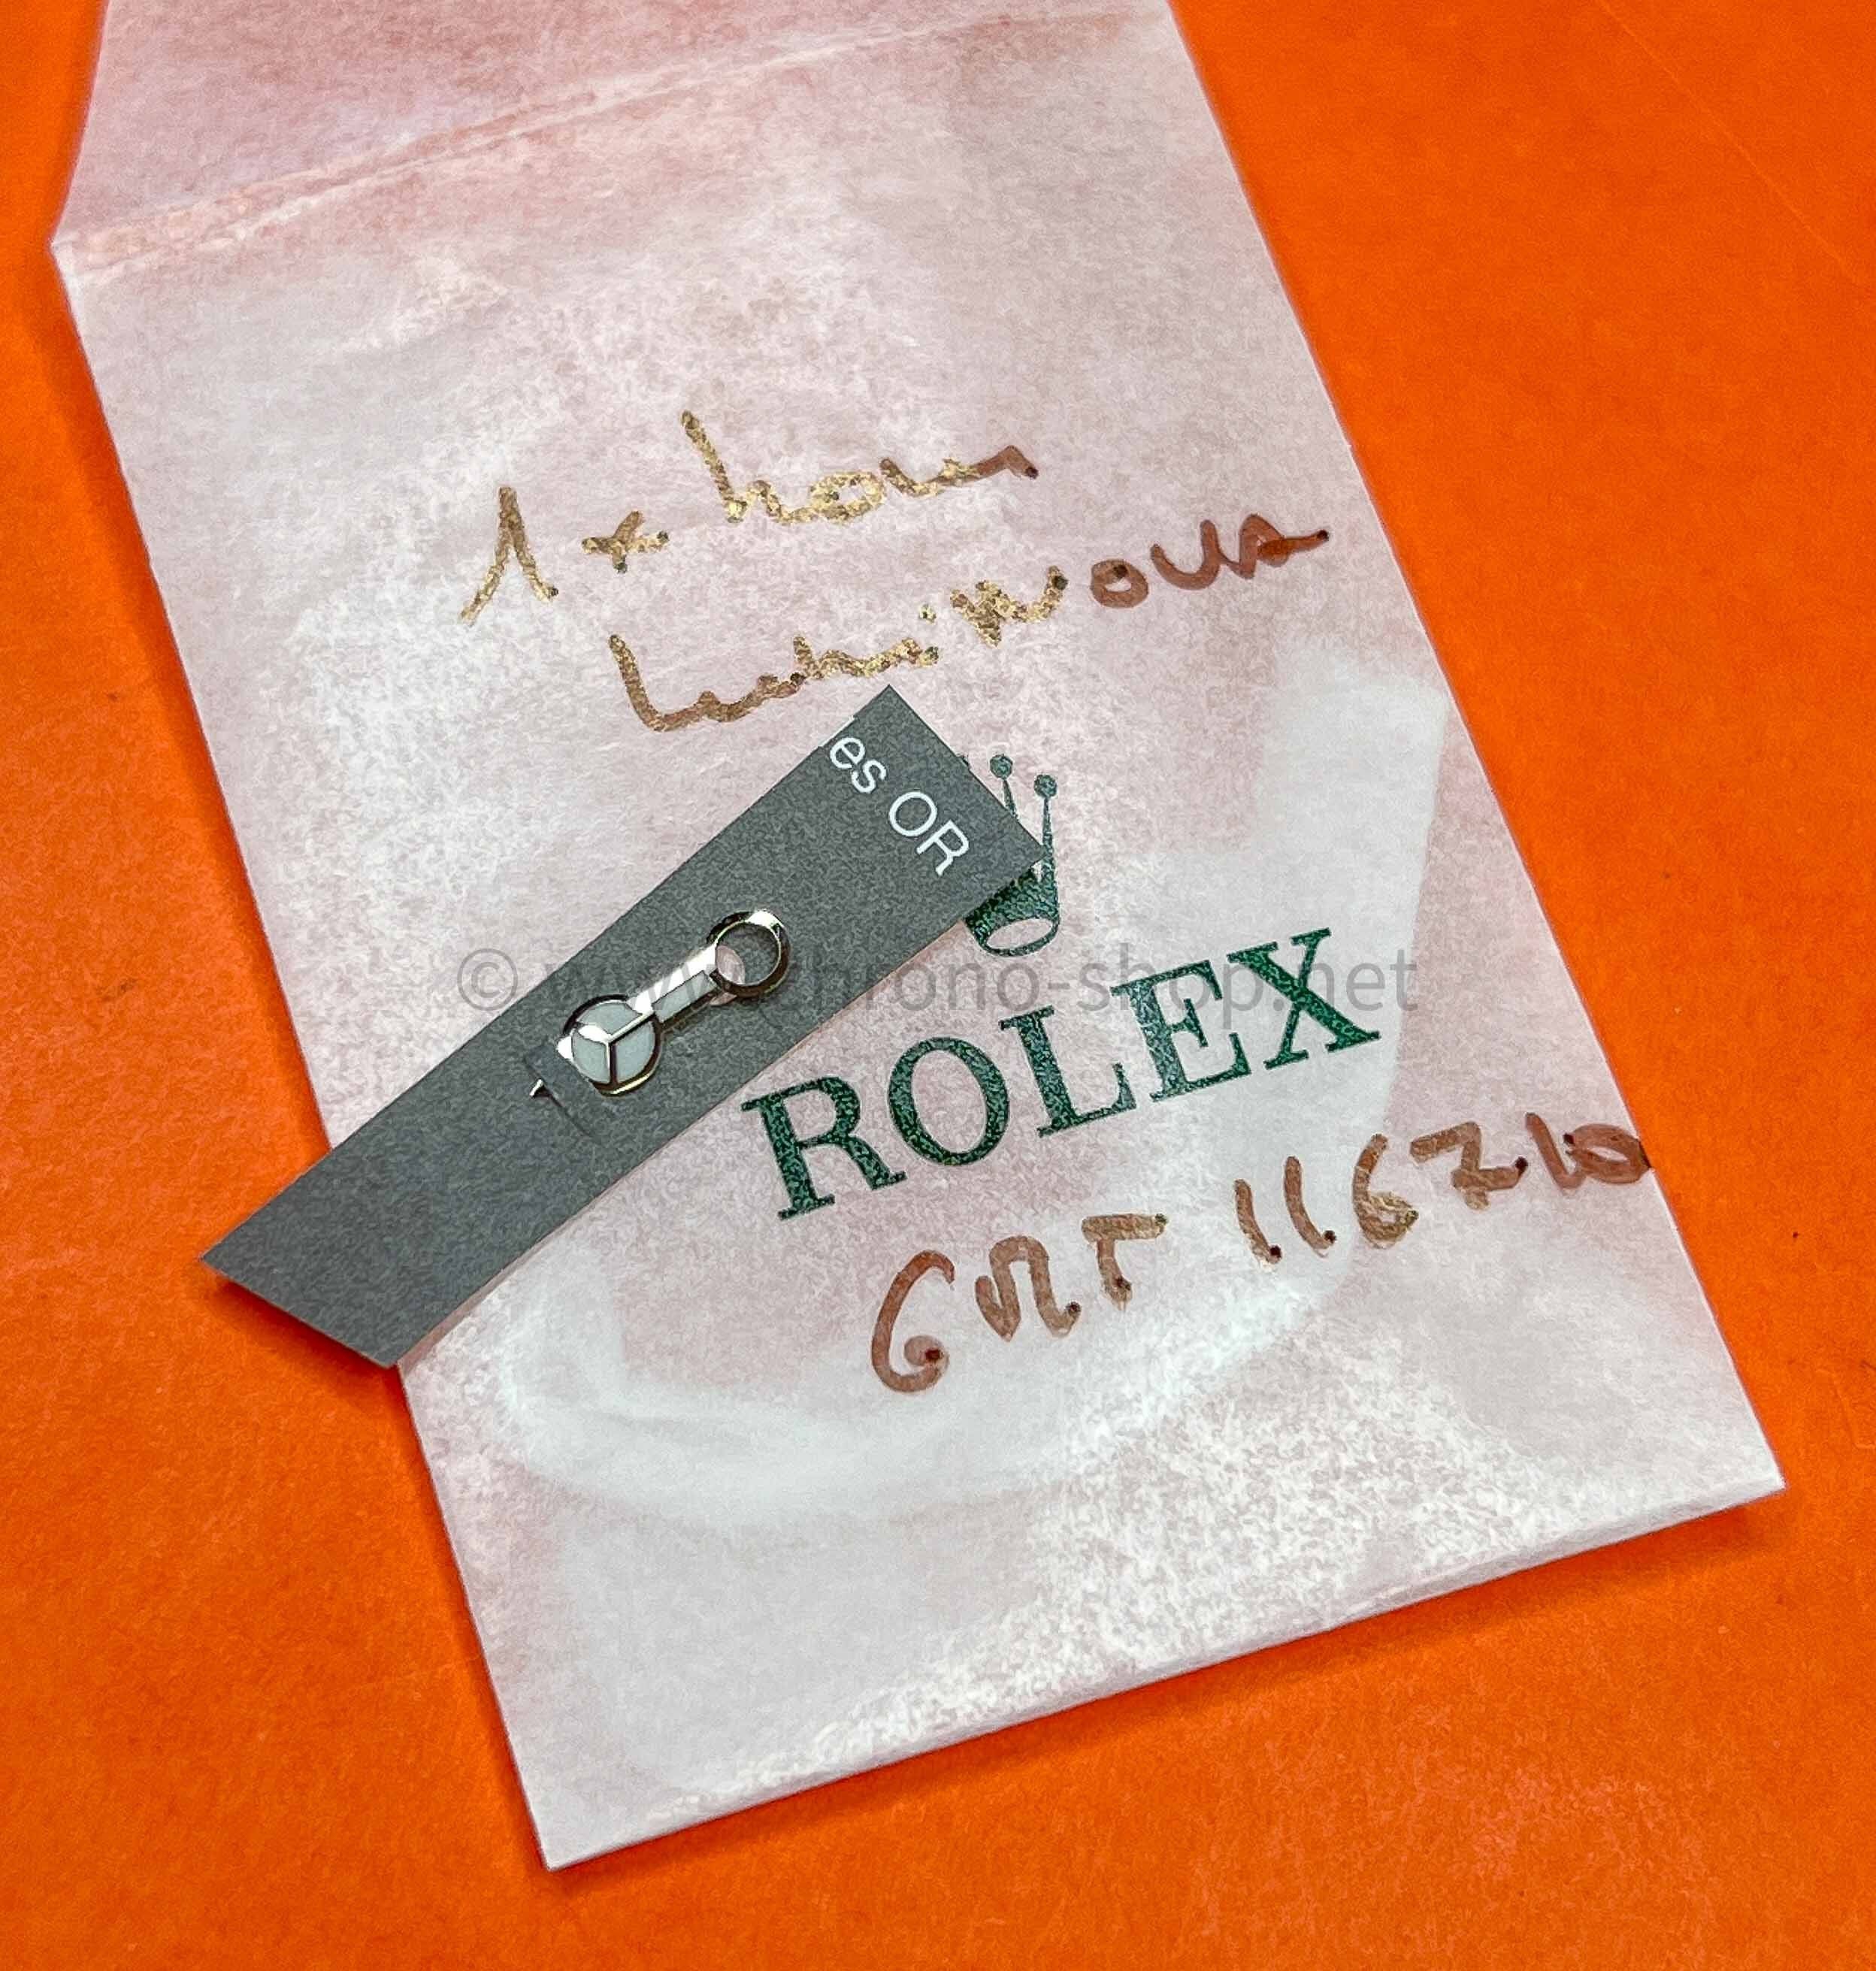 1x hour
Luminous
es OR
© www.chrono-shop.net
ROLEX
GMT 116710